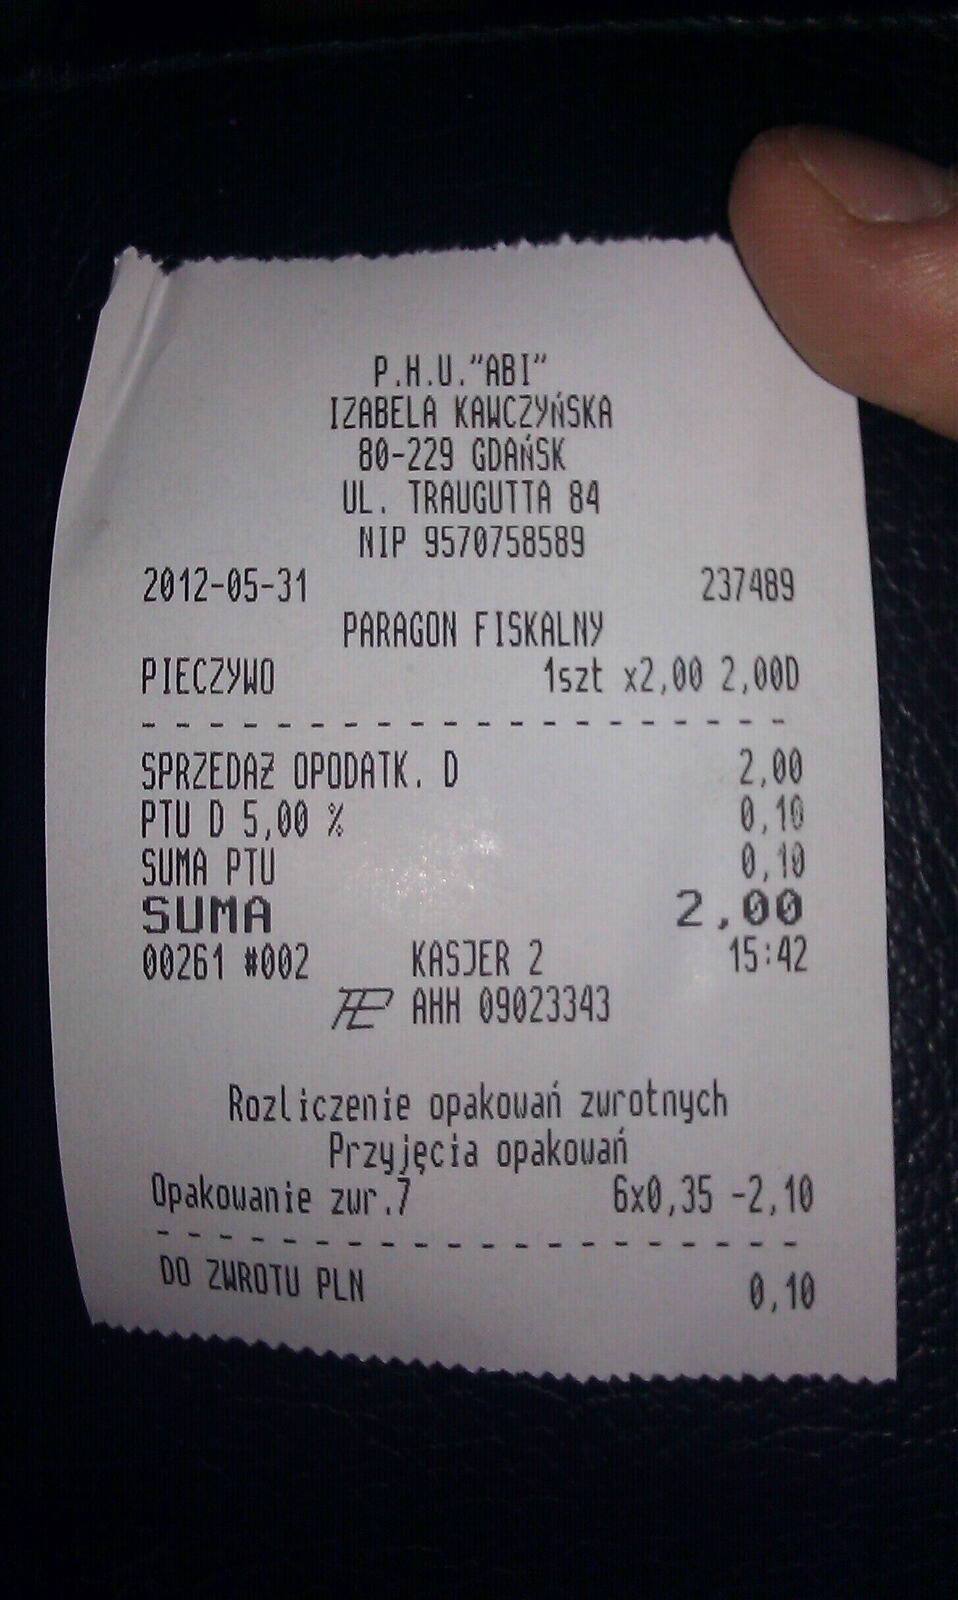 P.H.U."ABI"
IZABELA KAWCZYŃSKA
80-229 GDAŃSK
UL. TRAUGUTTA 84
NIP 9570758589
2012-05-31 237489
PARAGON FISKALNY
PIECZYWO 1szt x2,00 2,00D
- - - - - - - - - - - - - - - - - - - -
SPRZEDAŻ OPODATK. D 2,00
PTU D 5,00 % 0,10
SUMA PTU 0,10
SUMA 2,00
00261 #002 KASJER 2 15:42
AHH 09023343
Rozliczenie opakowań zwrotnych
Przyjęcia opakowań
Opakowanie zwr.7 6x0,35 -2,10
- - - - - - - - - - - - - - - - - - - - -
DO ZWROTU PLN 0,10